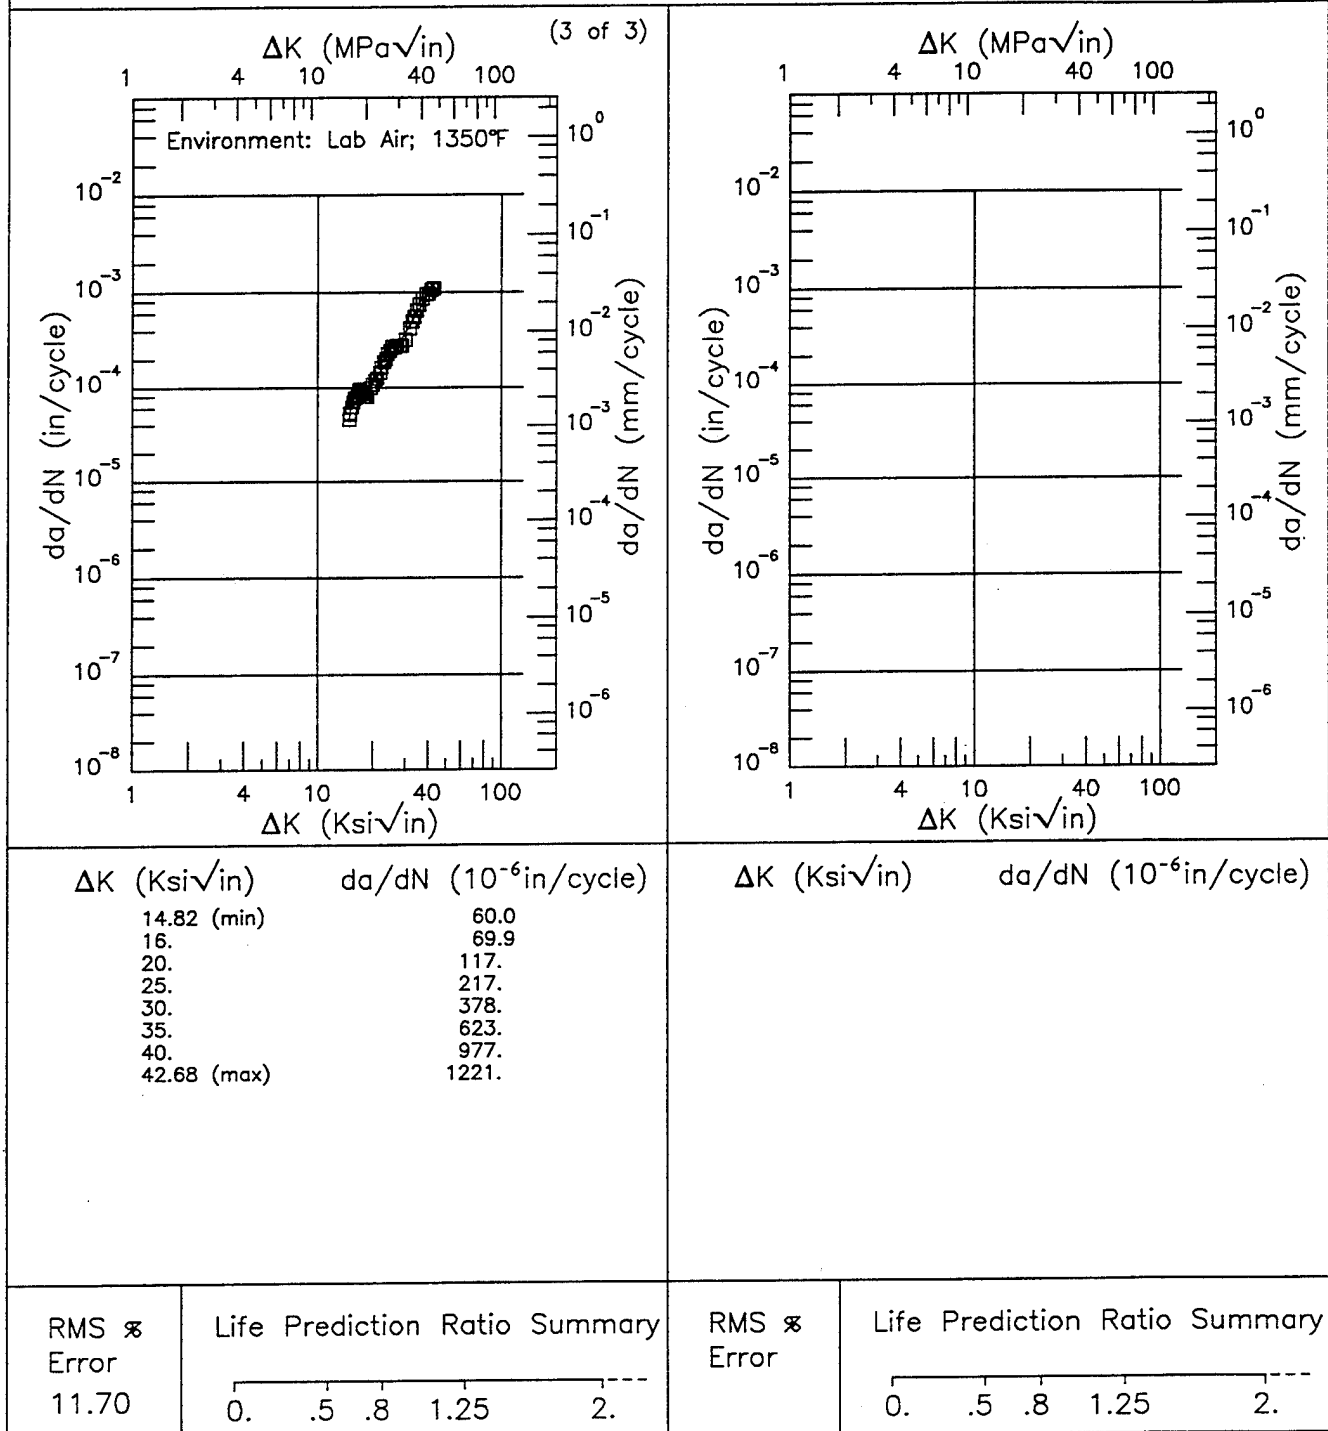 (3 of 3)
ΔK (MPa√in)
1 4 10 40 100
Environment: Lab Air; 1350°F
10⁰
10⁻¹
10⁻²
10⁻³
10⁻⁴
10⁻⁵
10⁻⁶
da/dN (mm/cycle)
10⁻²
10⁻³
10⁻⁴
10⁻⁵
10⁻⁶
10⁻⁷
10⁻⁸
da/dN (in/cycle)
1 4 10 40 100
ΔK (Ksi√in)
ΔK (MPa√in)
1 4 10 40 100
10⁰
10⁻¹
10⁻²
10⁻³
10⁻⁴
10⁻⁵
10⁻⁶
da/dN (mm/cycle)
10⁻²
10⁻³
10⁻⁴
10⁻⁵
10⁻⁶
10⁻⁷
10⁻⁸
da/dN (in/cycle)
1 4 10 40 100
ΔK (Ksi√in)
ΔK (Ksi√in) da/dN (10⁻⁶in/cycle)
14.82 (min) 60.0
16. 69.9
20. 117.
25. 217.
30. 378.
35. 623.
40. 977.
42.68 (max) 1221.
ΔK (Ksi√in) da/dN (10⁻⁶in/cycle)
RMS %
Error
11.70
Life Prediction Ratio Summary
0. .5 .8 1.25 2.
RMS %
Error
Life Prediction Ratio Summary
0. .5 .8 1.25 2.